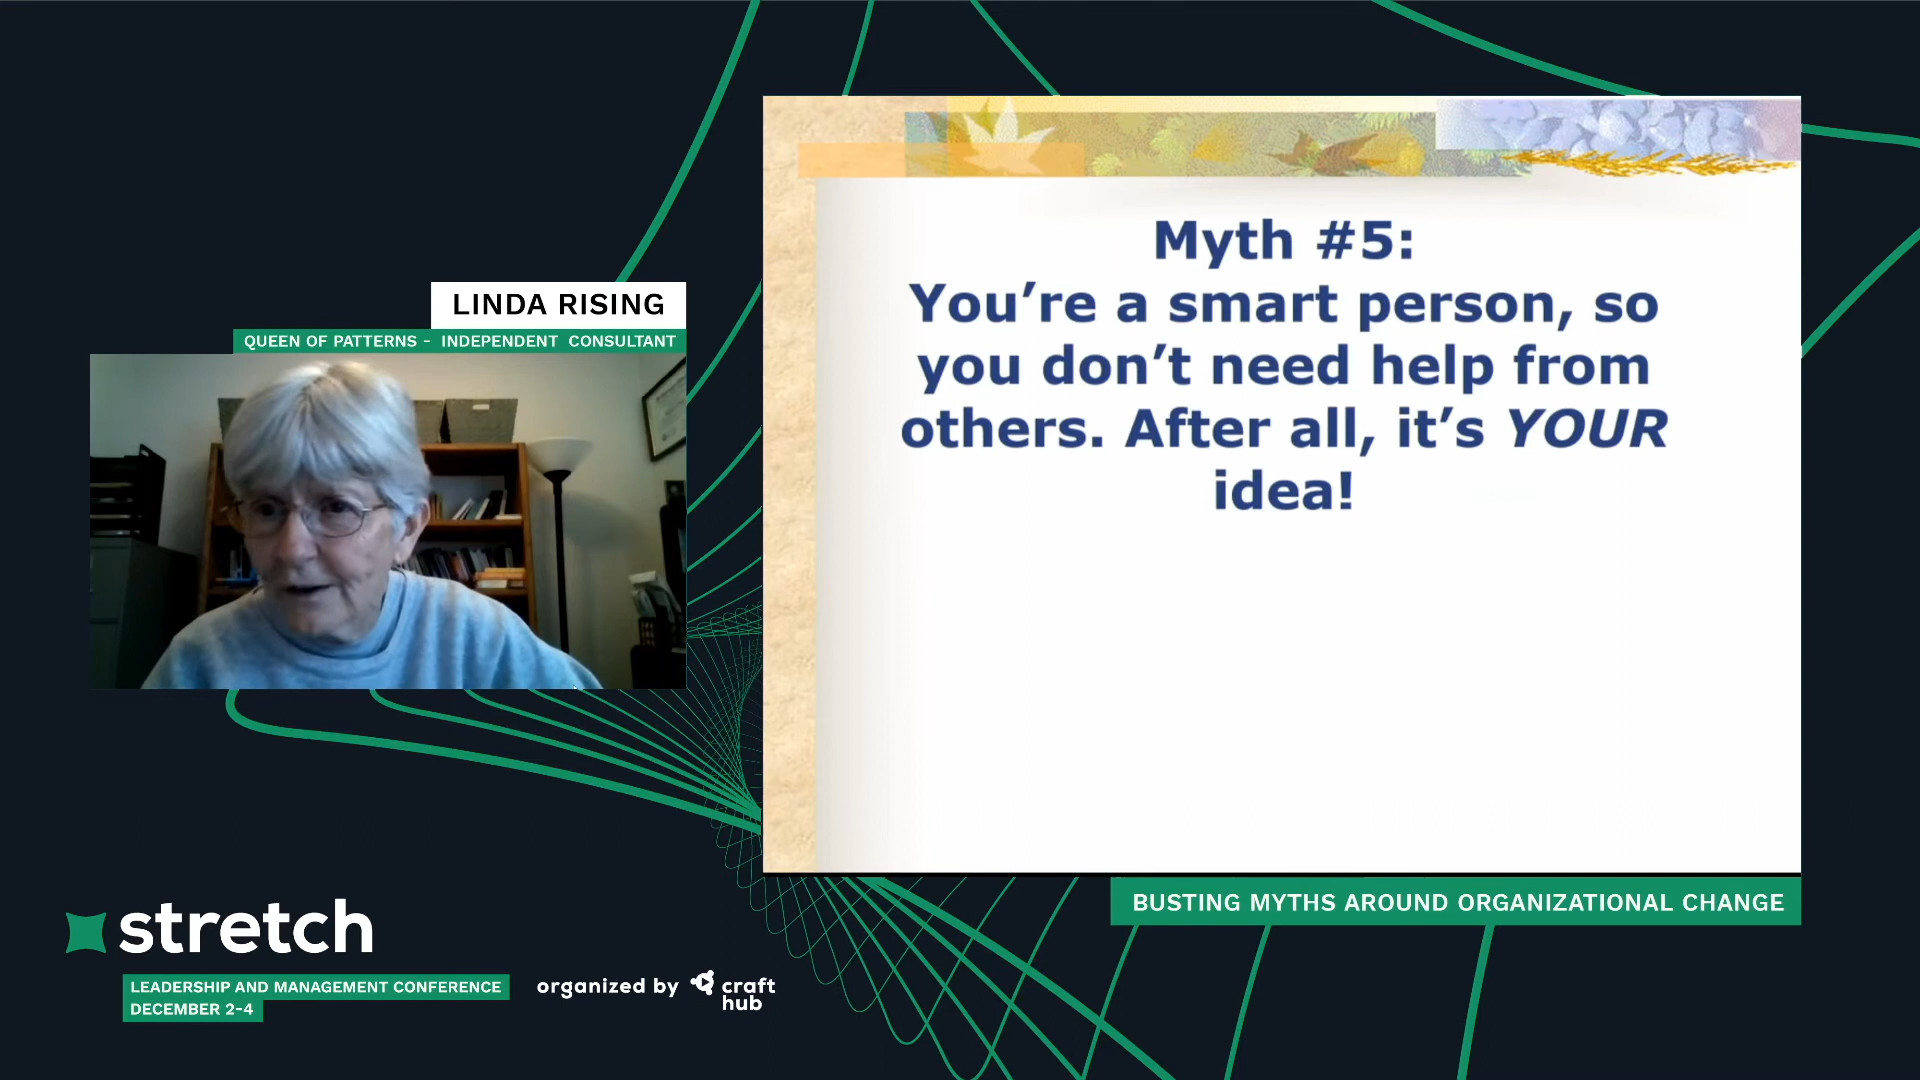 LINDA RISING
QUEEN OF PATTERNS - INDEPENDENT CONSULTANT
Myth #5:
You’re a smart person, so
you don’t need help from
others. After all, it’s YOUR
idea!
BUSTING MYTHS AROUND ORGANIZATIONAL CHANGE
stretch
LEADERSHIP AND MANAGEMENT CONFERENCE
DECEMBER 2-4
organized by craft
hub